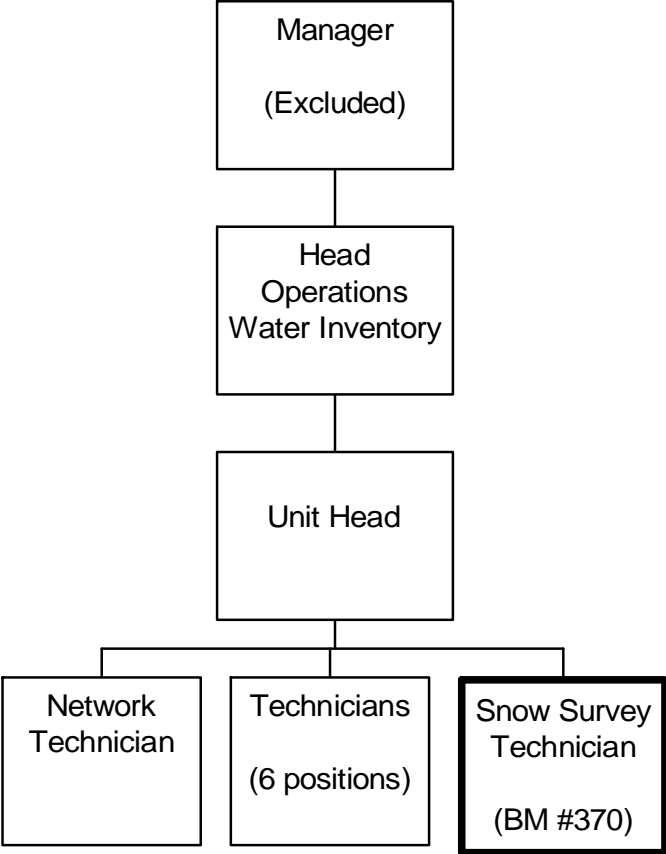 Manager
(Excluded)
Head
Operations
Water Inventory
Unit Head
Network
Technician
Technicians
(6 positions)
Snow Survey
Technician
(BM #370)